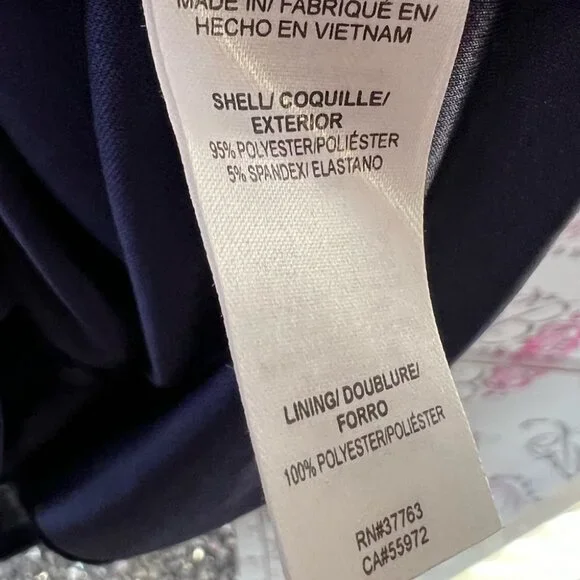 MADE IN/ FABRIQUÉ EN/
HECHO EN VIETNAM
SHELL/ COQUILLE/
EXTERIOR
95% POLYESTER/POLIÉSTER
5% SPANDEX/ ELASTANO
LINING/ DOUBLURE/
FORRO
100% POLYESTER/POLIÉSTER
RN#37763
CA#55972